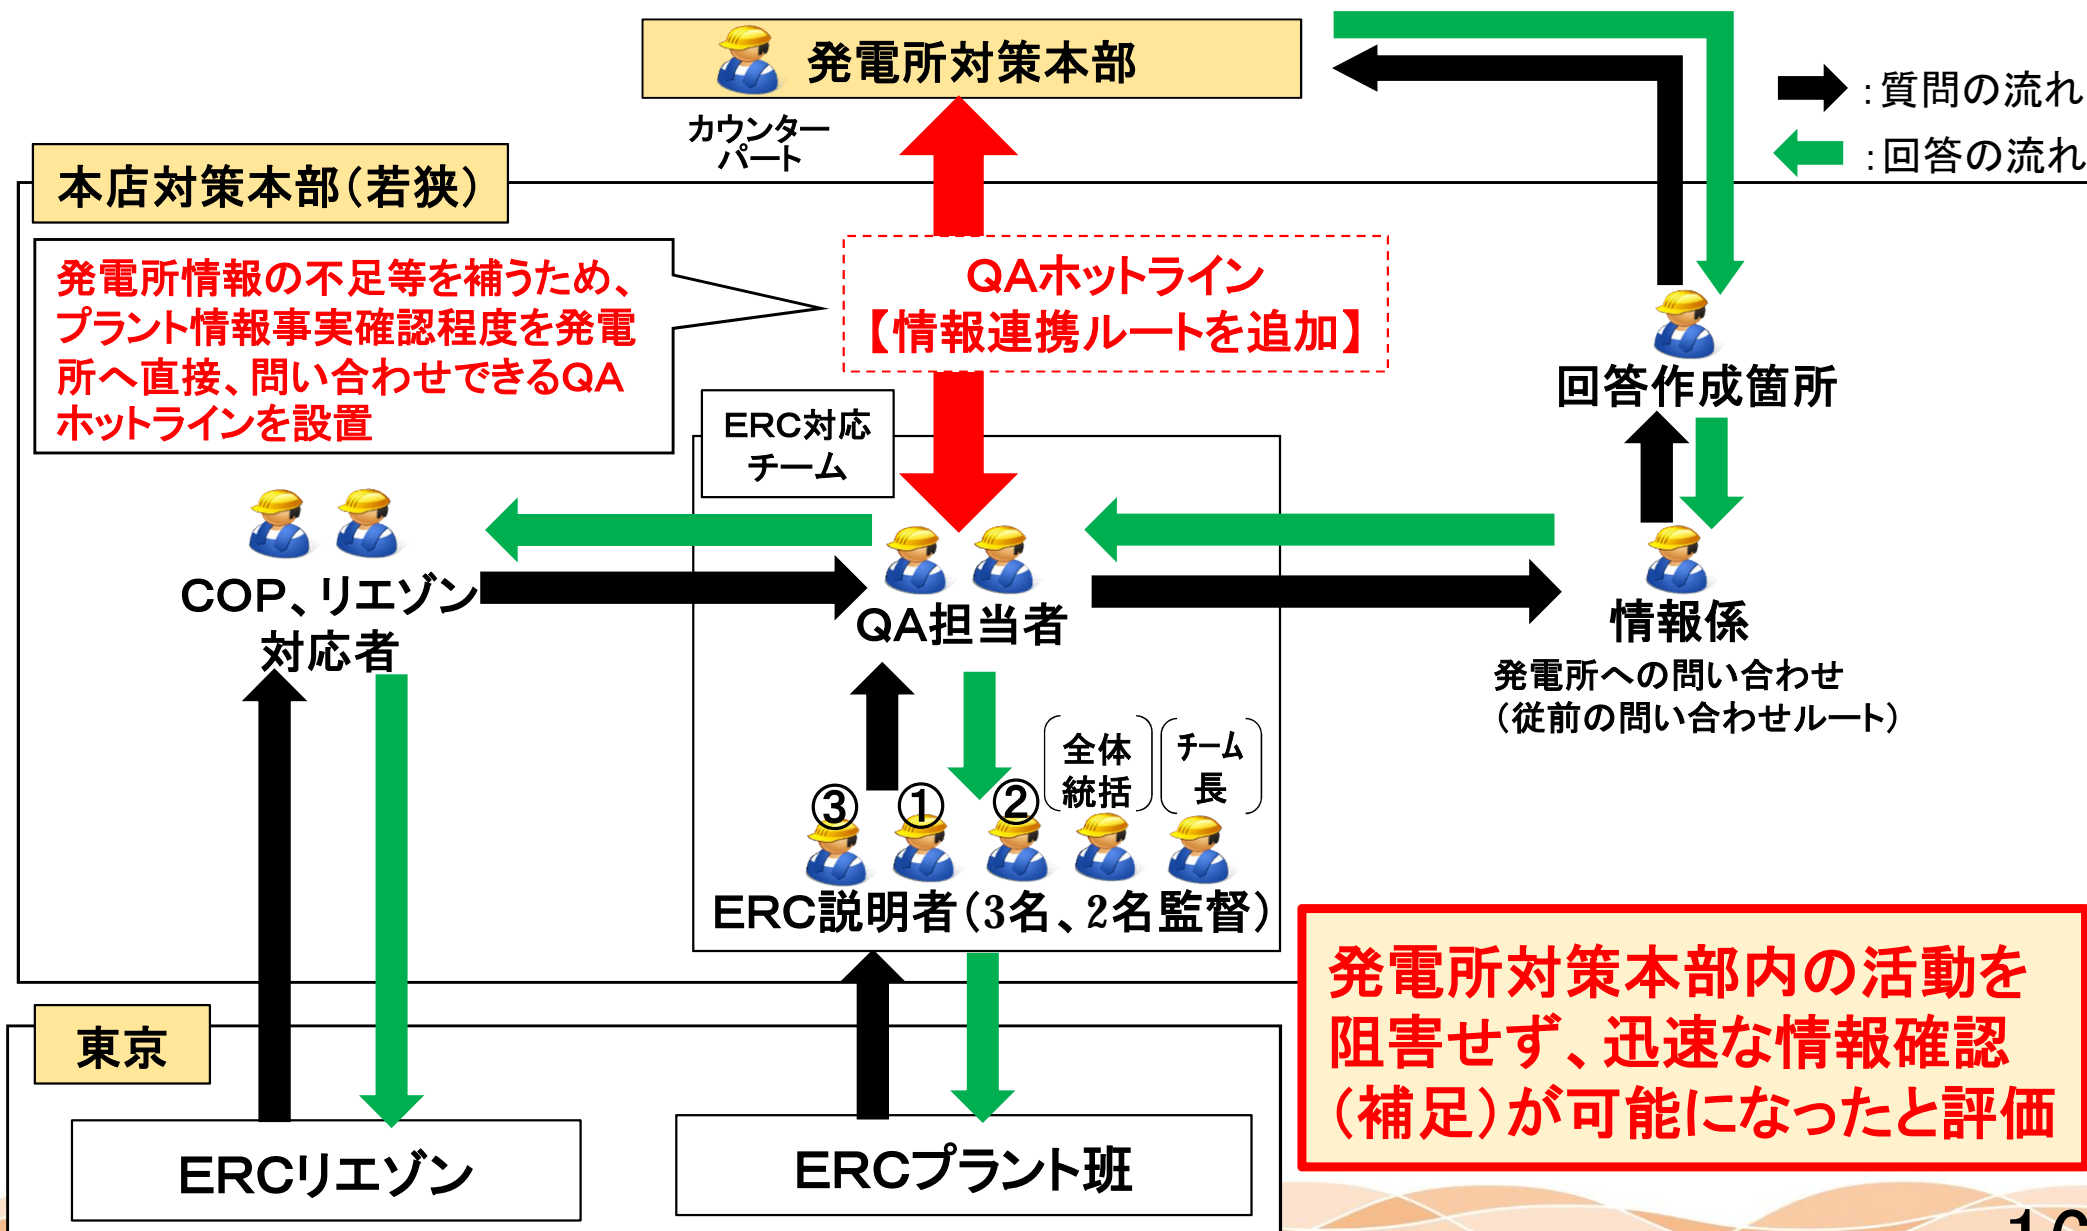 発電所対策本部
カウンター
パート
:質問の流れ
:回答の流れ
本店対策本部(若狭)
発電所情報の不足等を補うため、
プラント情報事実確認程度を発電
所へ直接、問い合わせできるQA
ホットラインを設置
QAホットライン
【情報連携ルートを追加】
回答作成箇所
ERC対応
チーム
COP、リエゾン
対応者
QA担当者
情報係
発電所への問い合わせ
(従前の問い合わせルート)
全体
統括
チーム
長
③ ① ②
ERC説明者(3名、2名監督)
発電所対策本部内の活動を
阻害せず、迅速な情報確認
(補足)が可能になったと評価
東京
ERCリエゾン
ERCプラント班